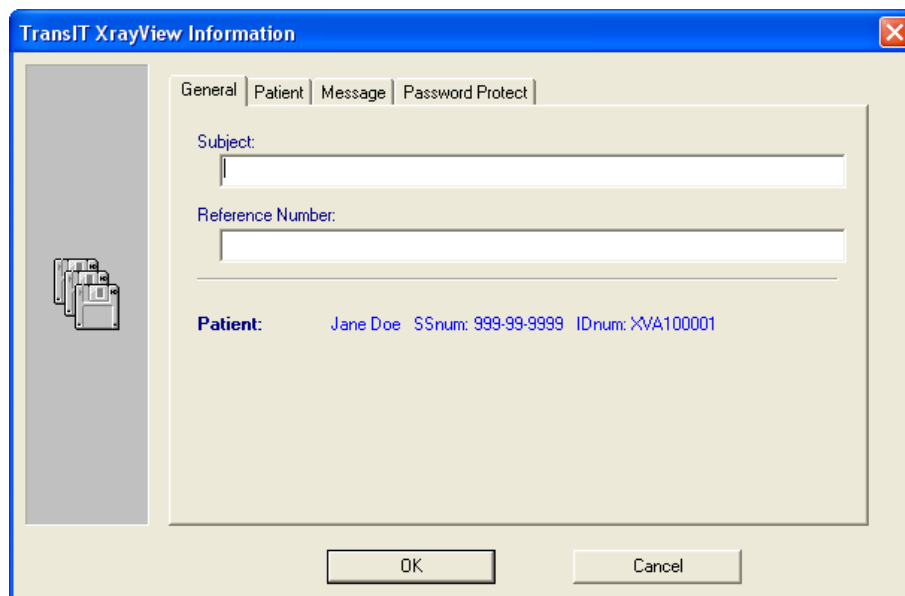 TransIT XrayView Information
General Patient Message Password Protect
Subject:
Reference Number:
Patient: Jane Doe SSnum: 999-99-9999 IDnum: XVA100001
OK Cancel